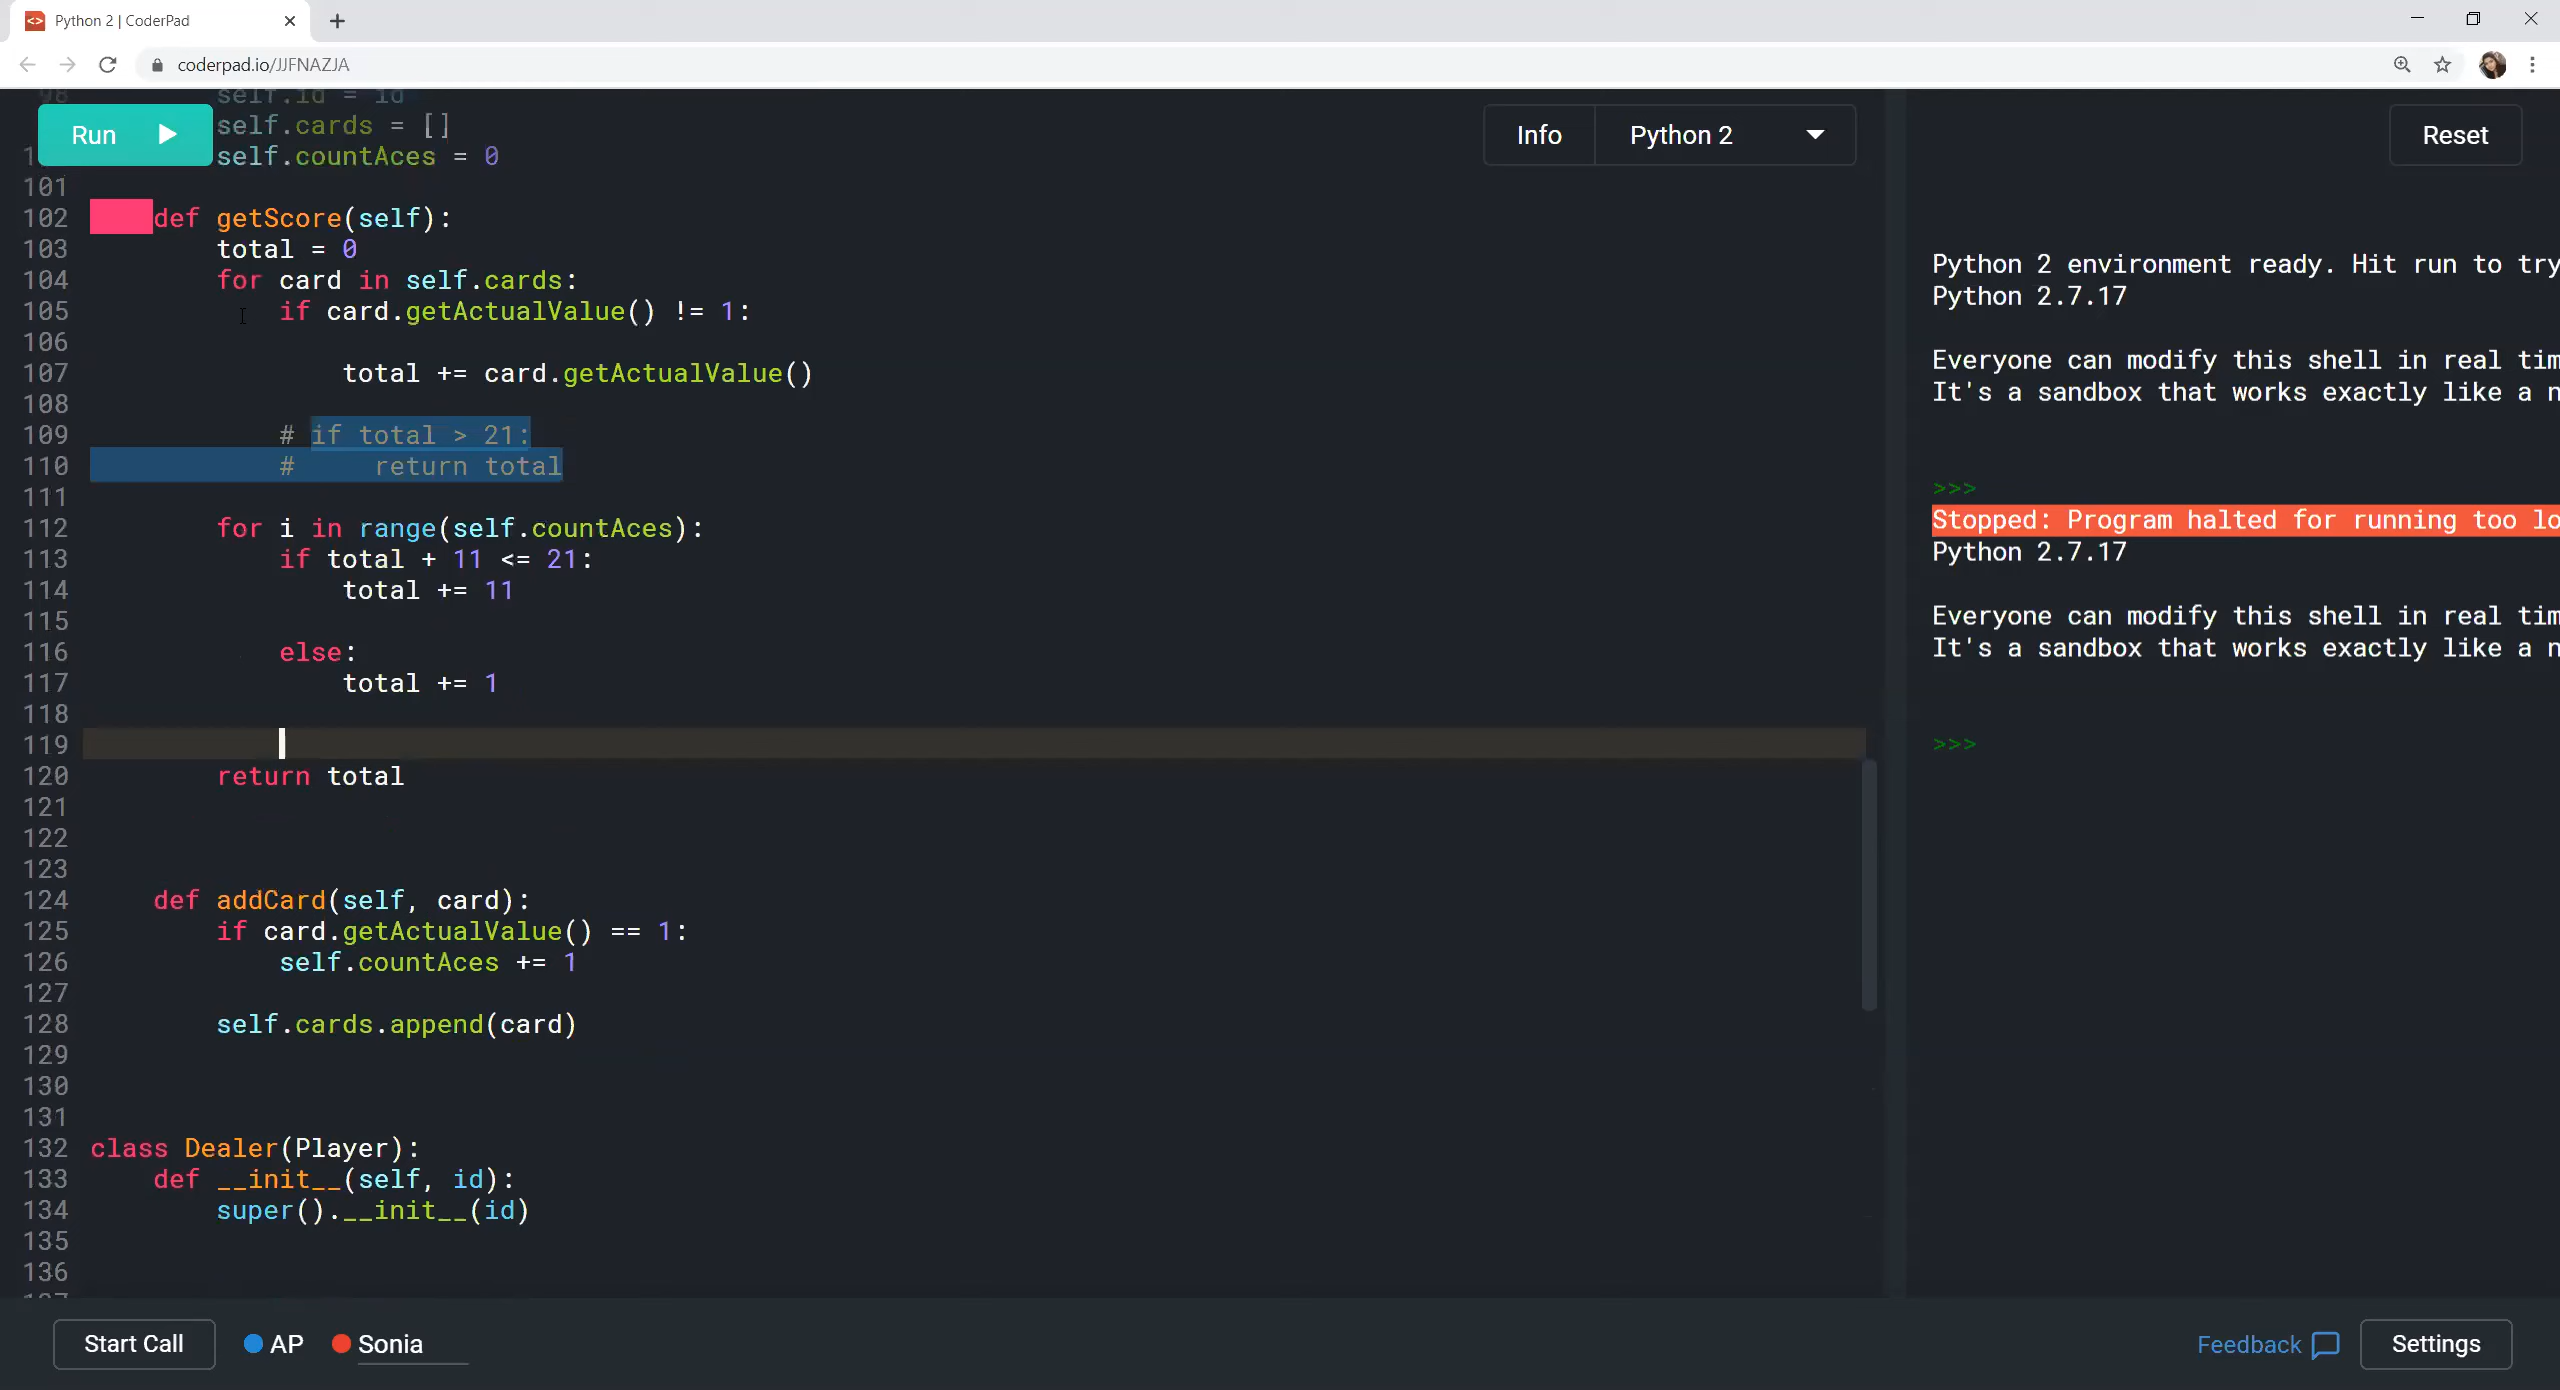 Python 2 | CoderPad
coderpad.io/JJFNAZJA
98 self.id = id
self.cards = []
self.countAces = 0
Run
Info
Python 2
Reset
101
102 def getScore(self):
103 total = 0
104 for card in self.cards:
105 if card.getActualValue() != 1:
106
107 total += card.getActualValue()
108
109 # if total > 21:
110 # return total
111
112 for i in range(self.countAces):
113 if total + 11 <= 21:
114 total += 11
115
116 else:
117 total += 1
118
119
120 return total
121
122
123
124 def addCard(self, card):
125 if card.getActualValue() == 1:
126 self.countAces += 1
127
128 self.cards.append(card)
129
130
131
132 class Dealer(Player):
133 def __init__(self, id):
134 super().__init__(id)
135
136
Python 2 environment ready. Hit run to try
Python 2.7.17
Everyone can modify this shell in real tim
It's a sandbox that works exactly like a n
>>>
Stopped: Program halted for running too lo
Python 2.7.17
Everyone can modify this shell in real tim
It's a sandbox that works exactly like a n
>>>
Start Call
AP
Sonia
Feedback
Settings